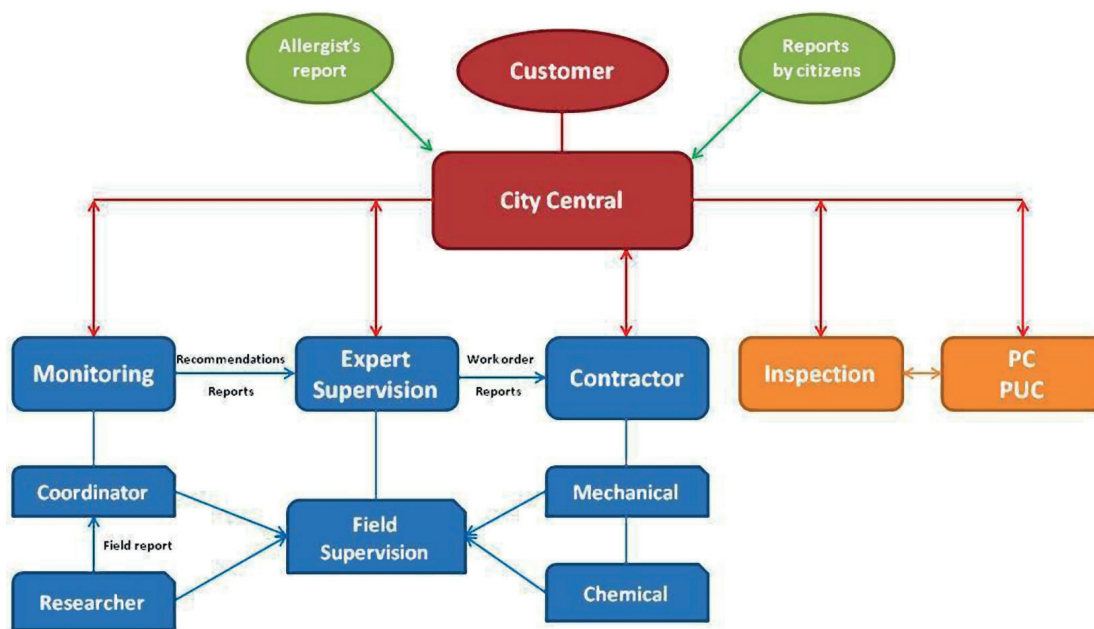 Allergist's
report
Customer
Reports
by citizens
City Central
Monitoring
Recommendations
Reports
Expert
Supervision
Work order
Reports
Contractor
Inspection
PC
PUC
Coordinator
Field report
Researcher
Field
Supervision
Mechanical
Chemical